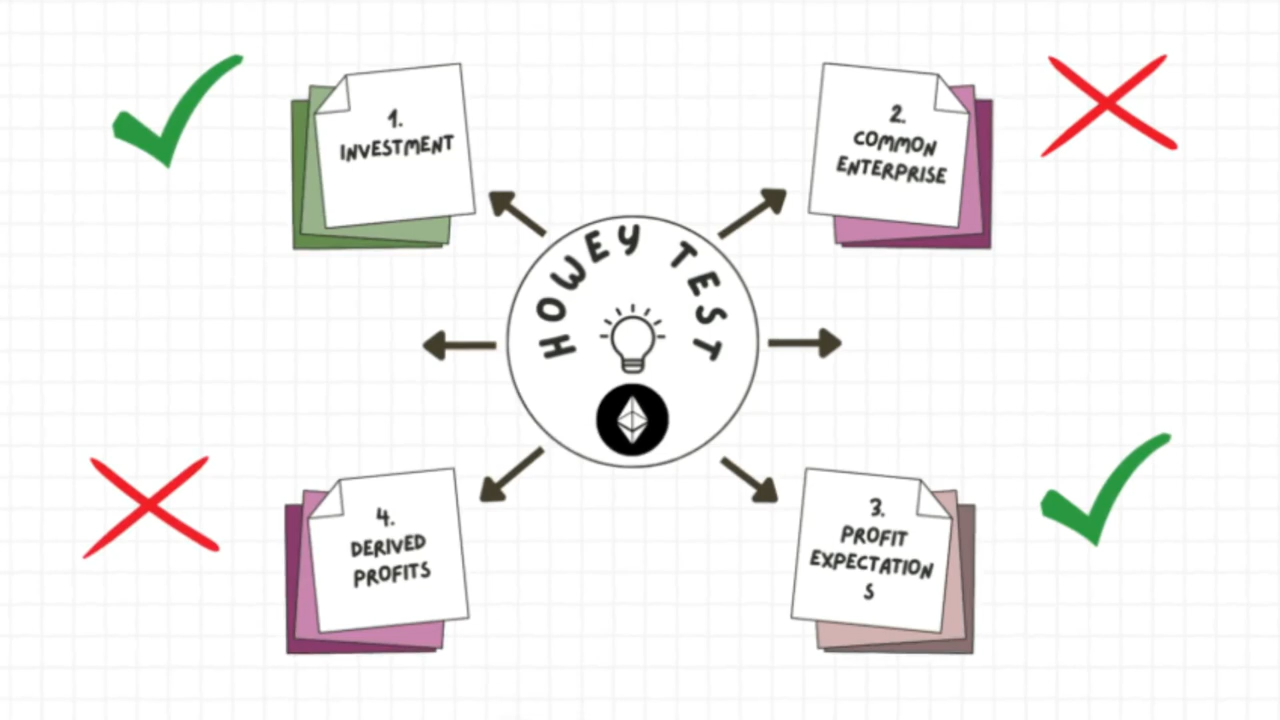 HOWEY TEST
1.
INVESTMENT
2.
COMMON
ENTERPRISE
4.
DERIVED
PROFITS
3.
PROFIT
EXPECTATION
S